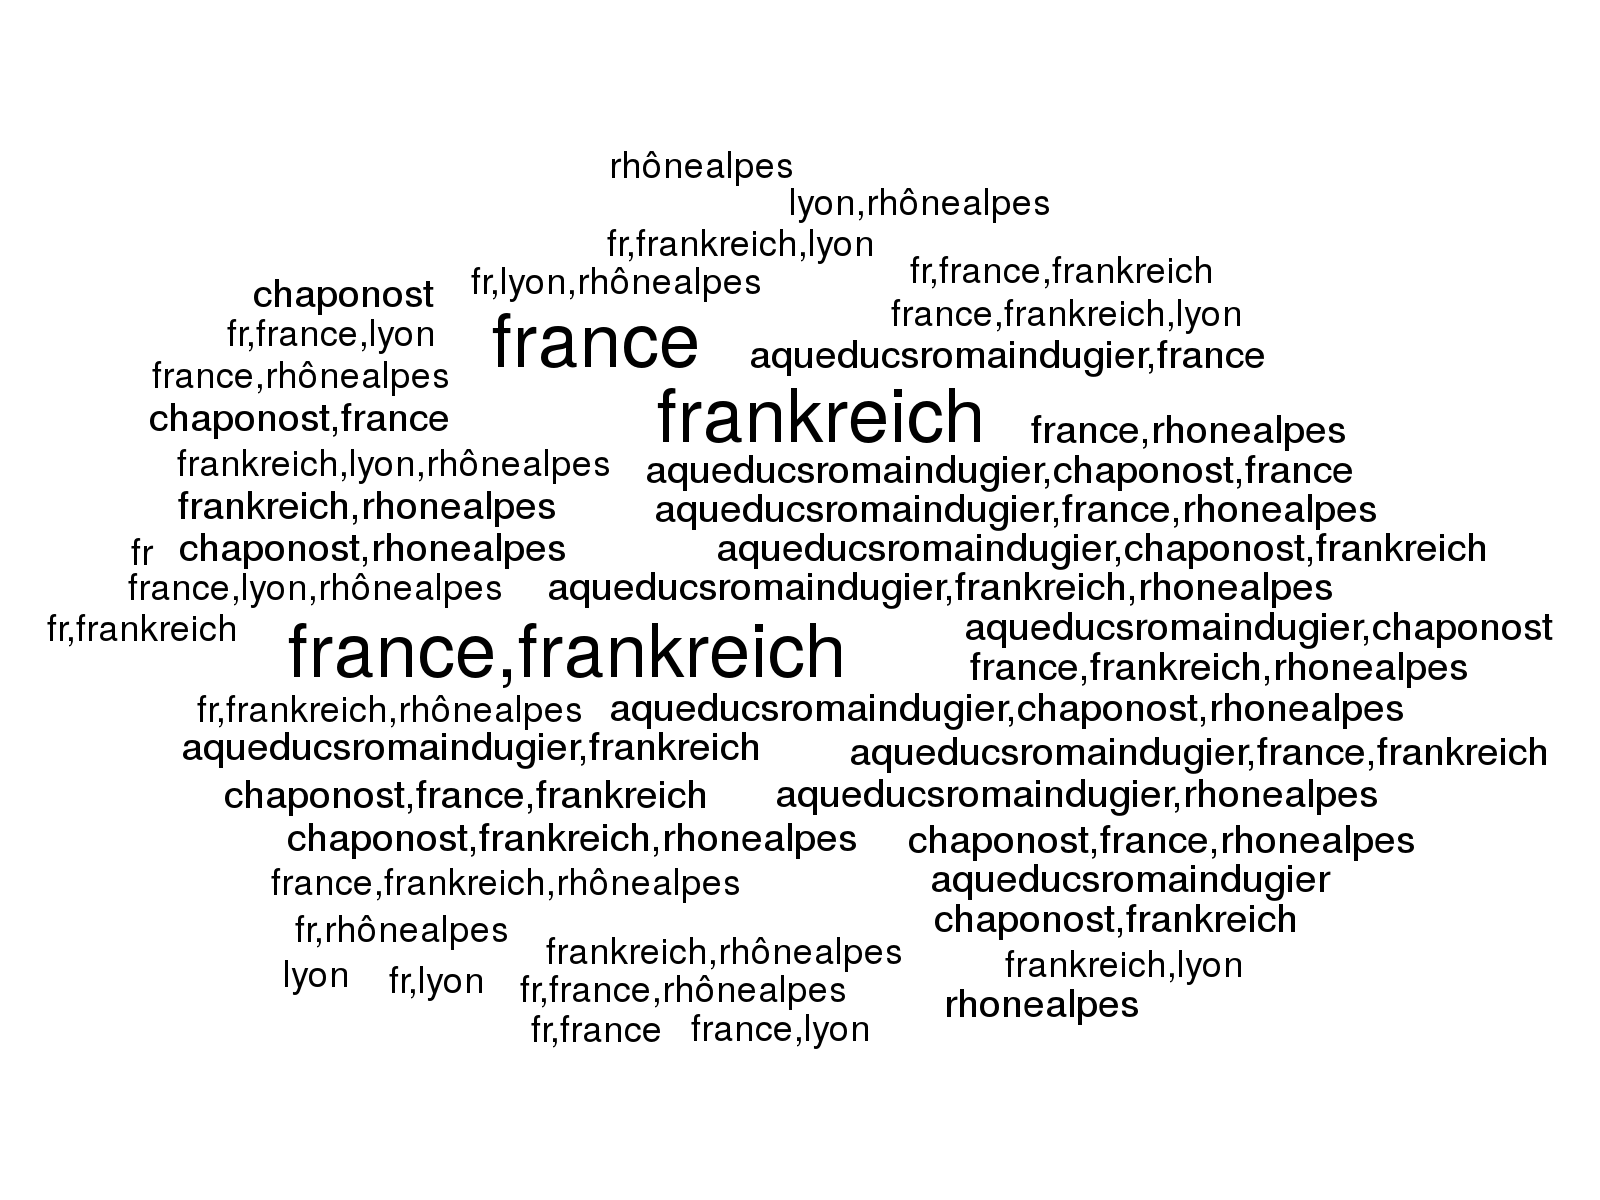 rhônealpes
lyon,rhônealpes
fr,frankreich,lyon
fr,france,frankreich
fr,lyon,rhônealpes
chaponost
france,frankreich,lyon
fr,france,lyon
france
aqueducsromaindugier,france
france,rhônealpes
chaponost,france
frankreich
france,rhonealpes
frankreich,lyon,rhônealpes
aqueducsromaindugier,chaponost,france
frankreich,rhonealpes
aqueducsromaindugier,france,rhonealpes
fr
chaponost,rhonealpes
aqueducsromaindugier,chaponost,frankreich
france,lyon,rhônealpes
aqueducsromaindugier,frankreich,rhonealpes
fr,frankreich
aqueducsromaindugier,chaponost
france,frankreich
france,frankreich,rhonealpes
fr,frankreich,rhônealpes
aqueducsromaindugier,chaponost,rhonealpes
aqueducsromaindugier,frankreich
aqueducsromaindugier,france,frankreich
chaponost,france,frankreich
aqueducsromaindugier,rhonealpes
chaponost,frankreich,rhonealpes
chaponost,france,rhonealpes
france,frankreich,rhônealpes
aqueducsromaindugier
chaponost,frankreich
fr,rhônealpes
frankreich,rhônealpes
frankreich,lyon
lyon
fr,lyon
fr,france,rhônealpes
rhonealpes
fr,france
france,lyon